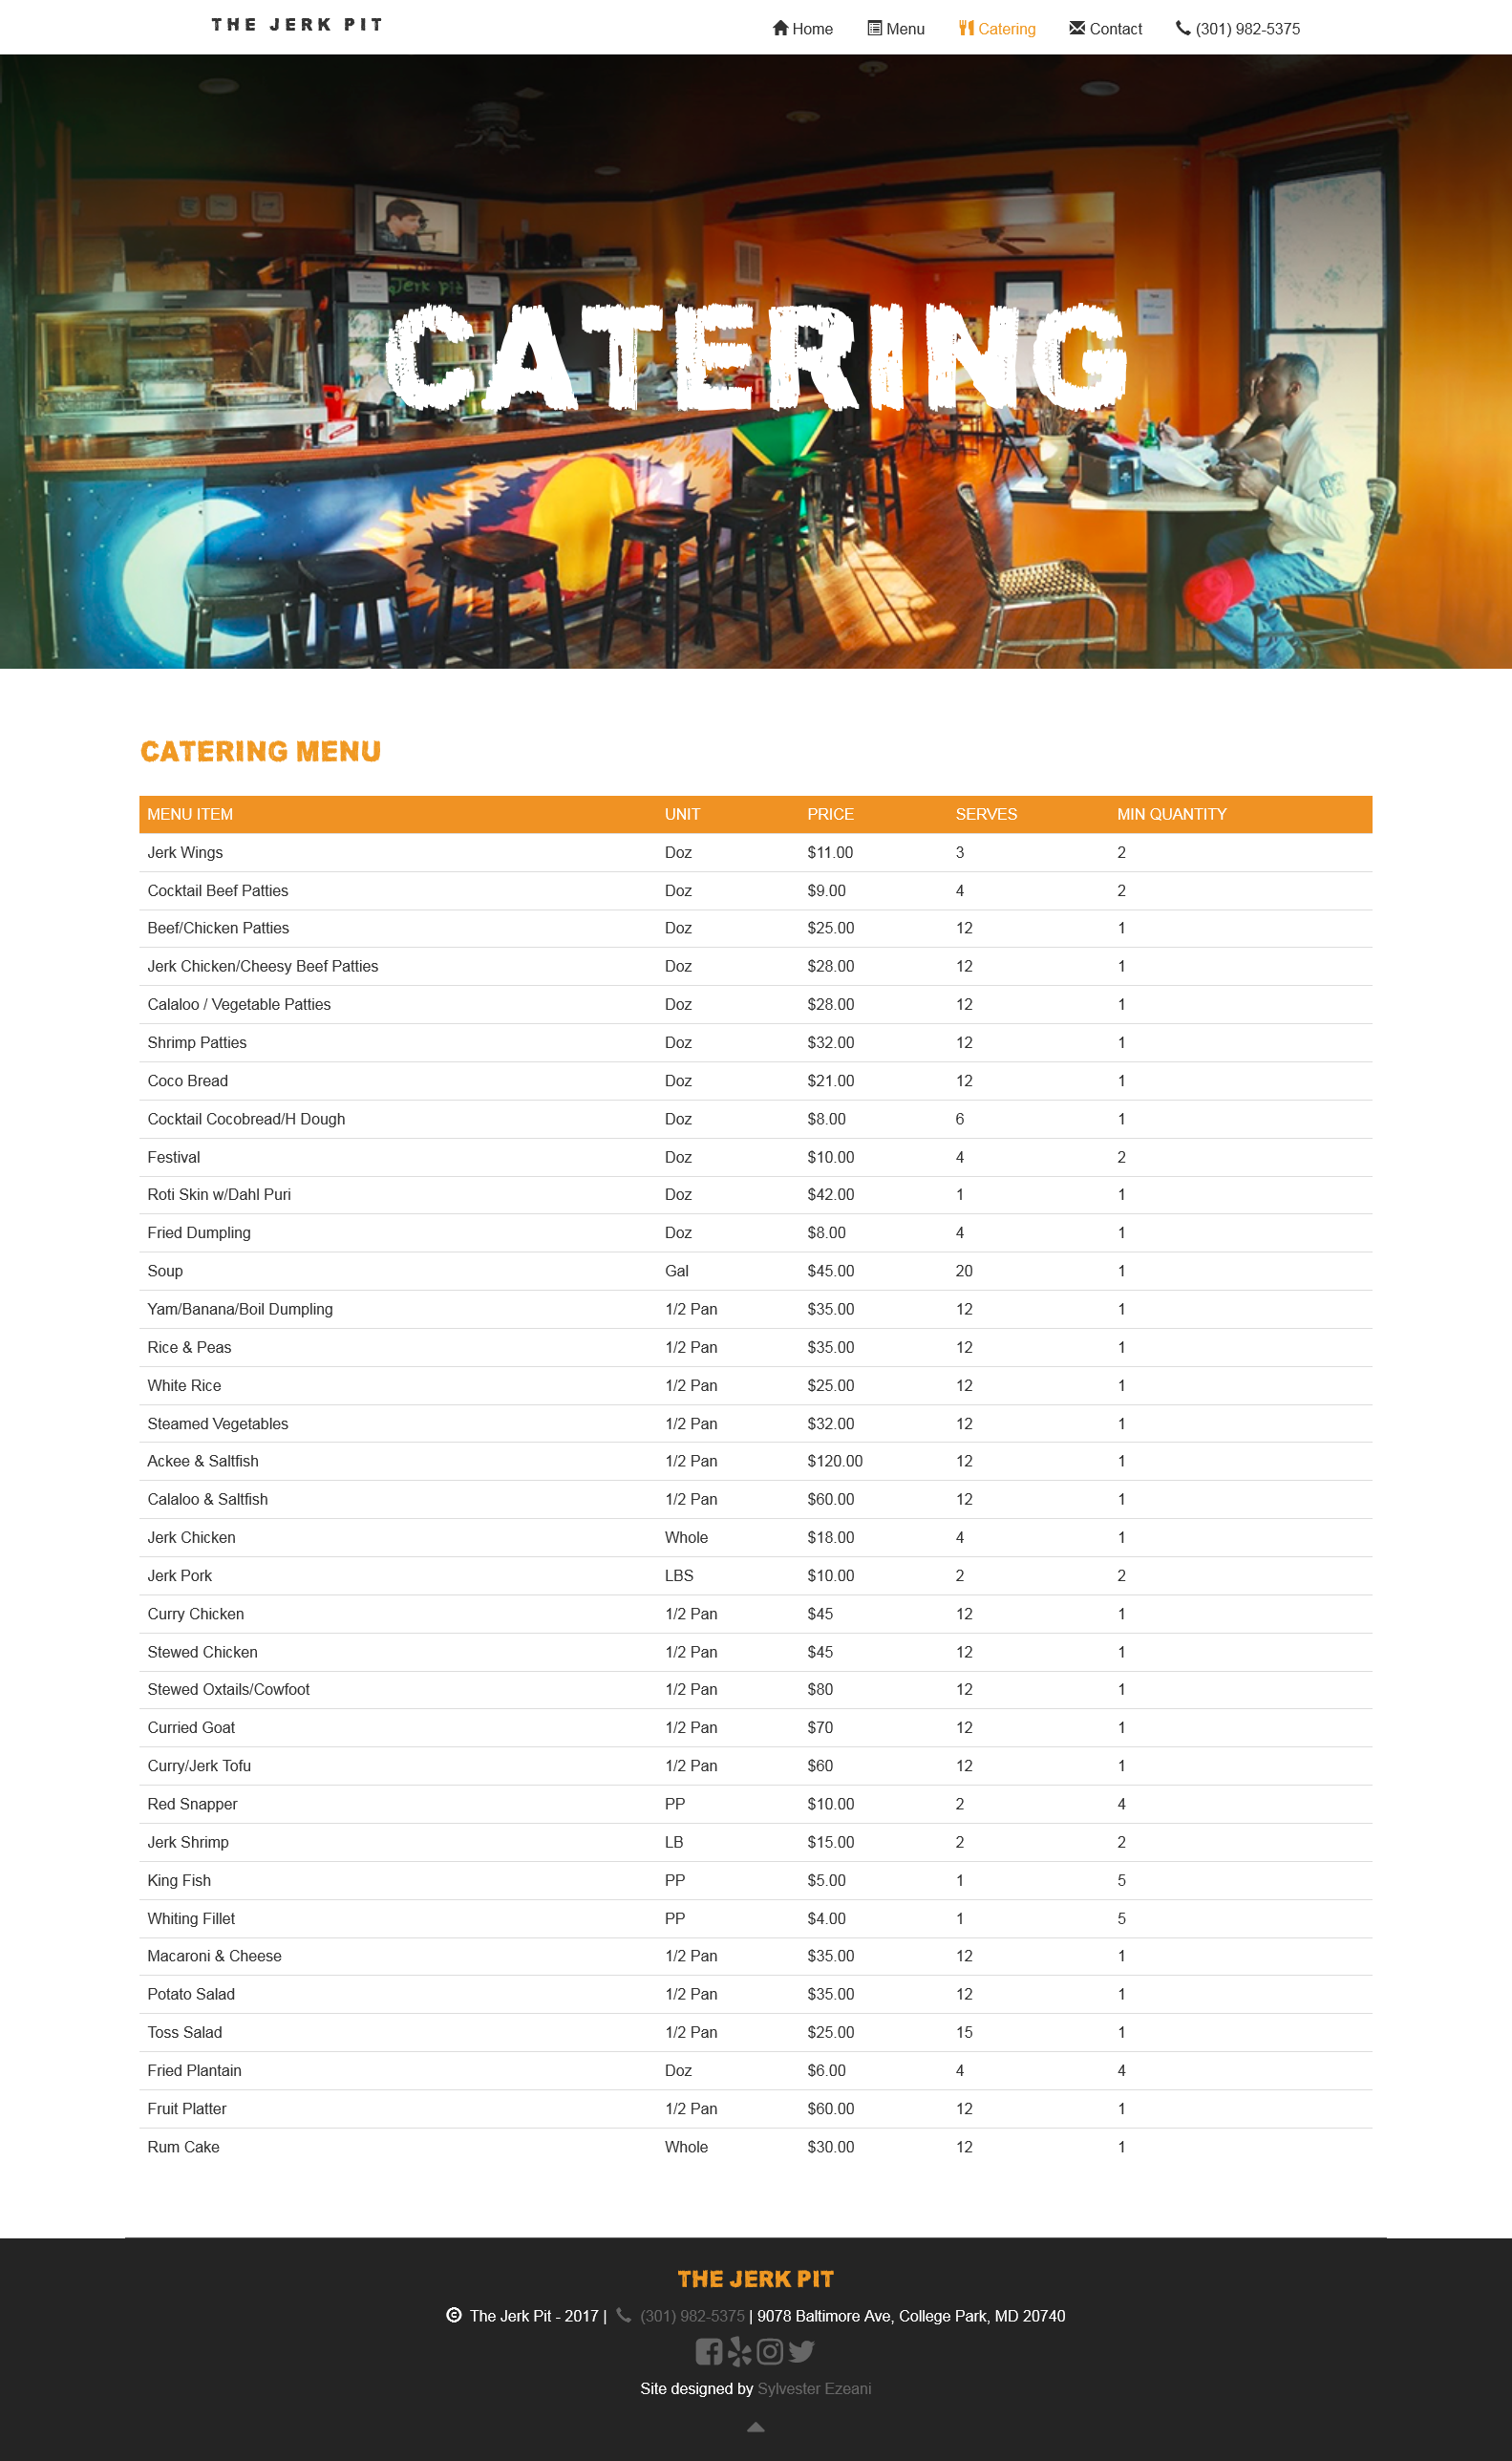 THE JERK PIT
Home Menu Catering Contact (301) 982-5375
Jerk pit
CATERING
CATERING MENU
MENU ITEM UNIT PRICE SERVES MIN QUANTITY
Jerk Wings Doz $11.00 3 2
Cocktail Beef Patties Doz $9.00 4 2
Beef/Chicken Patties Doz $25.00 12 1
Jerk Chicken/Cheesy Beef Patties Doz $28.00 12 1
Calaloo / Vegetable Patties Doz $28.00 12 1
Shrimp Patties Doz $32.00 12 1
Coco Bread Doz $21.00 12 1
Cocktail Cocobread/H Dough Doz $8.00 6 1
Festival Doz $10.00 4 2
Roti Skin w/Dahl Puri Doz $42.00 1 1
Fried Dumpling Doz $8.00 4 1
Soup Gal $45.00 20 1
Yam/Banana/Boil Dumpling 1/2 Pan $35.00 12 1
Rice & Peas 1/2 Pan $35.00 12 1
White Rice 1/2 Pan $25.00 12 1
Steamed Vegetables 1/2 Pan $32.00 12 1
Ackee & Saltfish 1/2 Pan $120.00 12 1
Calaloo & Saltfish 1/2 Pan $60.00 12 1
Jerk Chicken Whole $18.00 4 1
Jerk Pork LBS $10.00 2 2
Curry Chicken 1/2 Pan $45 12 1
Stewed Chicken 1/2 Pan $45 12 1
Stewed Oxtails/Cowfoot 1/2 Pan $80 12 1
Curried Goat 1/2 Pan $70 12 1
Curry/Jerk Tofu 1/2 Pan $60 12 1
Red Snapper PP $10.00 2 4
Jerk Shrimp LB $15.00 2 2
King Fish PP $5.00 1 5
Whiting Fillet PP $4.00 1 5
Macaroni & Cheese 1/2 Pan $35.00 12 1
Potato Salad 1/2 Pan $35.00 12 1
Toss Salad 1/2 Pan $25.00 15 1
Fried Plantain Doz $6.00 4 4
Fruit Platter 1/2 Pan $60.00 12 1
Rum Cake Whole $30.00 12 1
THE JERK PIT
© The Jerk Pit - 2017 | (301) 982-5375 | 9078 Baltimore Ave, College Park, MD 20740
Site designed by Sylvester Ezeani